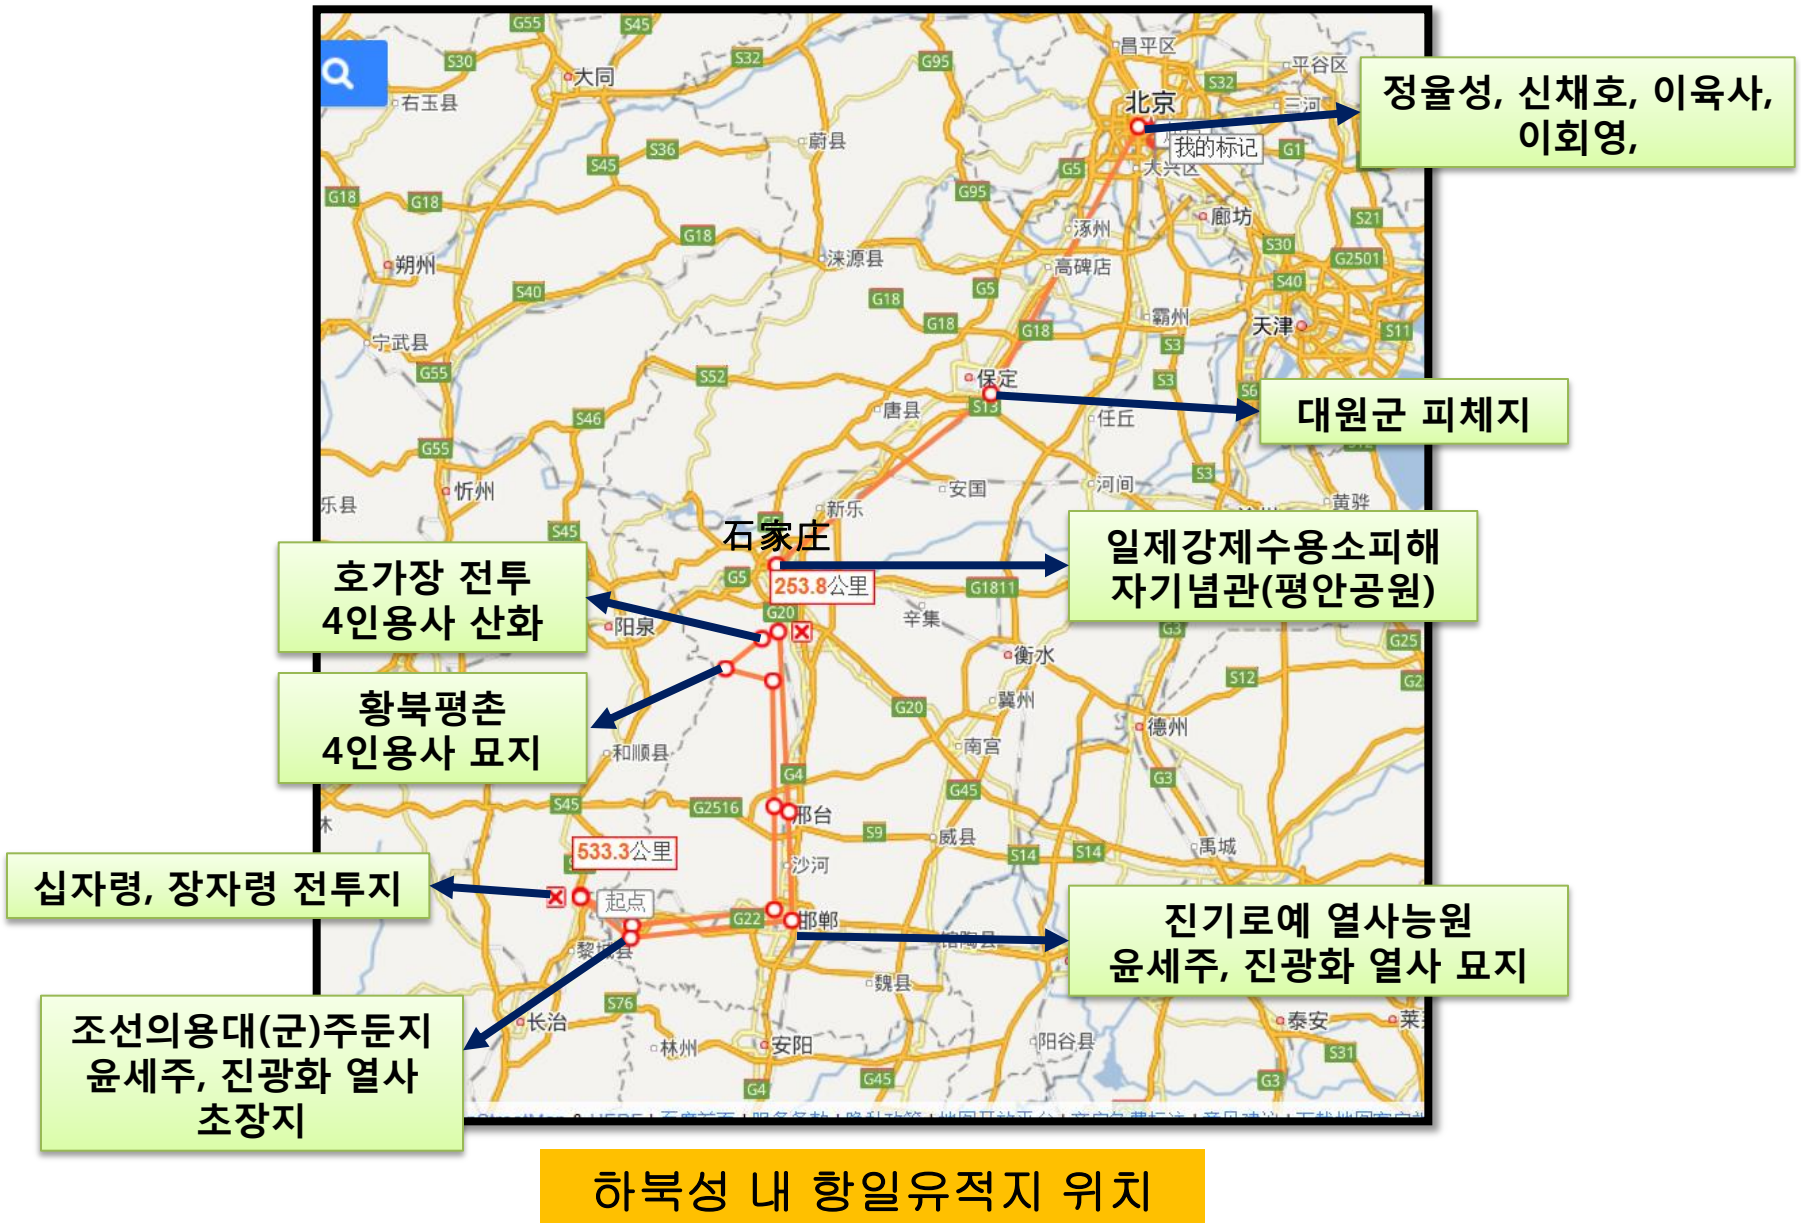 G55
S45
昌平区
S30
大同
S32
G95
平谷区
S32
右玉县
北京
三河
정율성, 신채호, 이육사,
이회영,
蔚县
S36
S45
我的标记
G1
G5
大兴区
G18
G18
G95
廊坊
S21
涞源县
涿州
G18
S30
G2501
朔州
高碑店
S40
S40
G5
G18
G18
G18
霸州
天津
S11
宁武县
S3
G55
S52
保定
S3
S6
S13
唐县
任丘
대원군 피체지
S46
G55
忻州
安国
河间
S3
黄骅
乐县
新乐
S45
石家庄
일제강제수용소피해
자기념관(평안공원)
호가장 전투
4인용사 산화
G5
253.8公里
G1811
G20
辛集
阳泉
G3
G25
衡水
S12
G2
황북평촌
4인용사 묘지
冀州
G20
德州
和顺县
南宫
G4
G3
G45
S45
G2516
邢台
S9
威县
林
禹城
533.3公里
沙河
S14
S14
십자령, 장자령 전투지
起点
G22
邯郸
馆陶县
진기로예 열사능원
윤세주, 진광화 열사 묘지
黎城县
魏县
S76
长治
조선의용대(군)주둔지
윤세주, 진광화 열사
초장지
林州
安阳
阳谷县
泰安
莱
S31
G4
G45
G3
하북성 내 항일유적지 위치